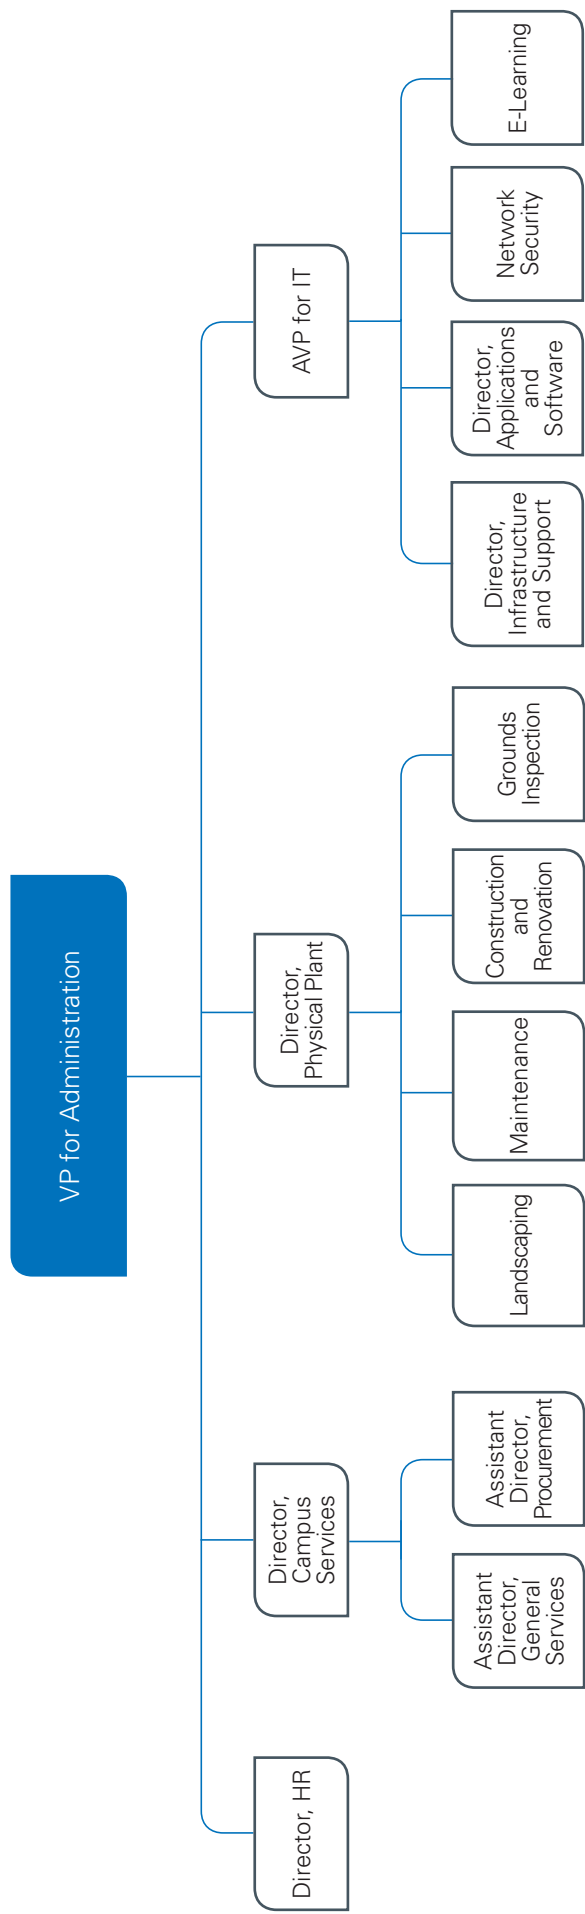 VP for Administration
Director, HR
Director,
Campus
Services
Director,
Physical Plant
AVP for IT
Assistant
Director,
General
Services
Assistant
Director,
Procurement
Landscaping
Maintenance
Construction
and
Renovation
Grounds
Inspection
Director,
Infrastructure
and Support
Director,
Applications
and
Software
Network
Security
E-Learning